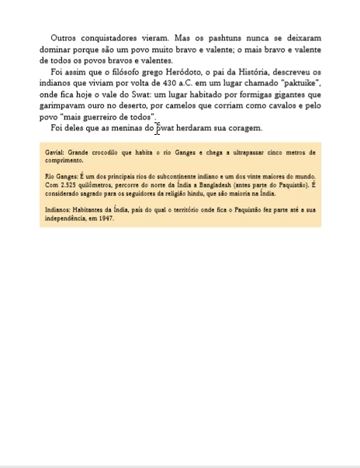 Outros conquistadores vieram. Mas os pashtuns nunca se deixaram
dominar porque são um povo muito bravo e valente; o mais bravo e valente
de todos os povos bravos e valentes.
Foi assim que o filósofo grego Heródoto, o pai da História, descreveu os
indianos que viviam por volta de 430 a.C. em um lugar chamado “paktuike”,
onde fica hoje o vale do Swat: um lugar habitado por formigas gigantes que
garimpavam ouro no deserto, por camelos que corriam como cavalos e pelo
povo “mais guerreiro de todos”.
Foi deles que as meninas do Swat herdaram sua coragem.
Gavial: Grande crocodilo que habita o rio Ganges e chega a ultrapassar cinco metros de
comprimento.
Rio Ganges: É um dos principais rios do subcontinente indiano e um dos vinte maiores do mundo.
Com 2.525 quilômetros, percorre do norte da Índia a Bangladesh (antes parte do Paquistão). É
considerado sagrado para os seguidores da religião hindu, que são maioria na Índia.
Indianos: Habitantes da Índia, país do qual o território onde fica o Paquistão fez parte até a sua
independência, em 1947.